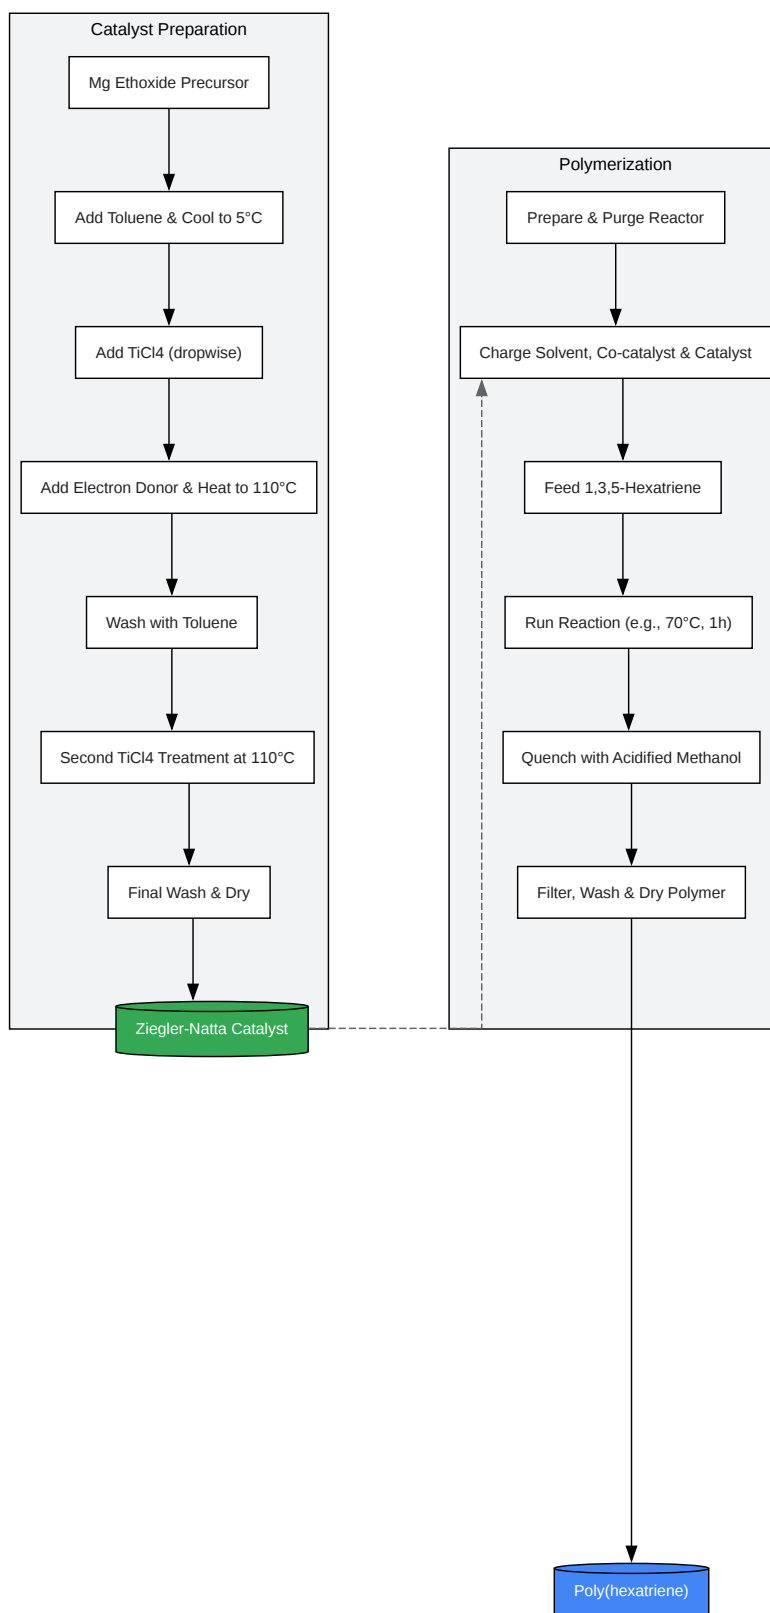 Catalyst Preparation
Mg Ethoxide Precursor
Add Toluene & Cool to 5°C
Add TiCl4 (dropwise)
Add Electron Donor & Heat to 110°C
Wash with Toluene
Second TiCl4 Treatment at 110°C
Final Wash & Dry
Ziegler-Natta Catalyst
Polymerization
Prepare & Purge Reactor
Charge Solvent, Co-catalyst & Catalyst
Feed 1,3,5-Hexatriene
Run Reaction (e.g., 70°C, 1h)
Quench with Acidified Methanol
Filter, Wash & Dry Polymer
Poly(hexatriene)